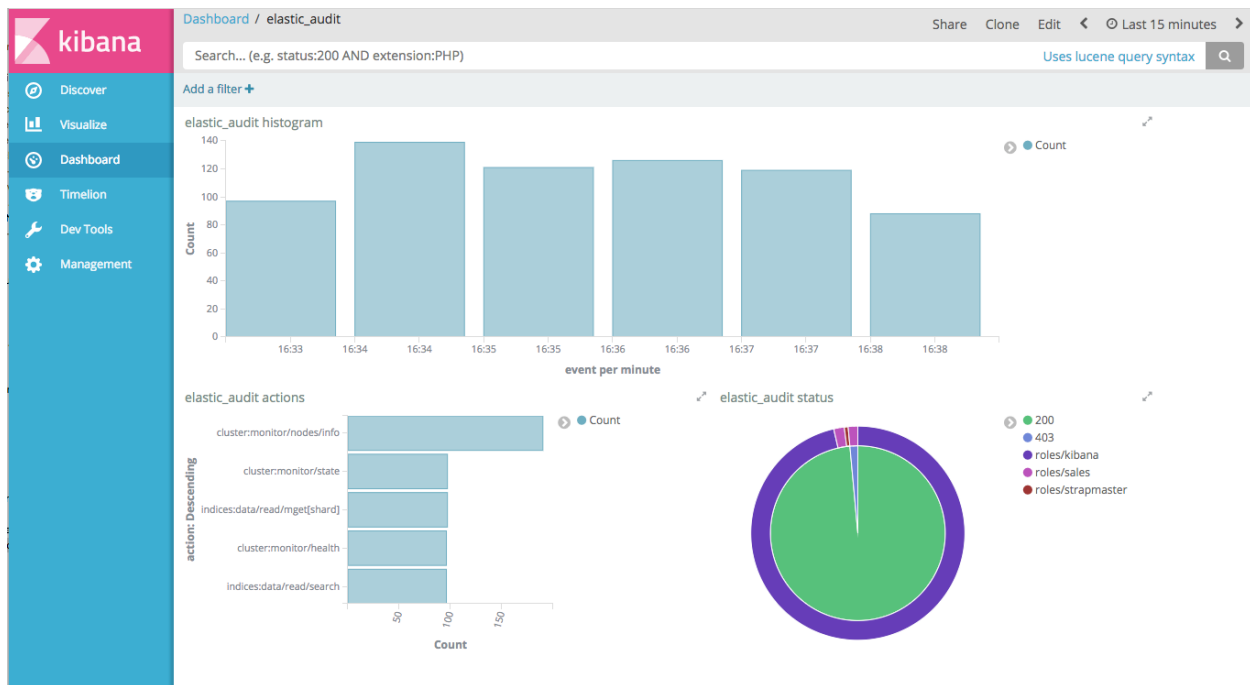 kibana
Discover
Visualize
Dashboard
Timelion
Dev Tools
Management
Dashboard / elastic_audit
Share Clone Edit Last 15 minutes
Search... (e.g. status:200 AND extension:PHP)
Uses lucene query syntax
Add a filter +
elastic_audit histogram
Count
140
120
100
80
60
40
20
0
Count
16:33 16:34 16:34 16:35 16:35 16:36 16:36 16:37 16:37 16:38 16:38
event per minute
elastic_audit actions
Count
action: Descending
cluster:monitor/nodes/info
cluster:monitor/state
indices:data/read/mget[shard]
cluster:monitor/health
indices:data/read/search
50 100 150
Count
elastic_audit status
200
403
roles/kibana
roles/sales
roles/strapmaster